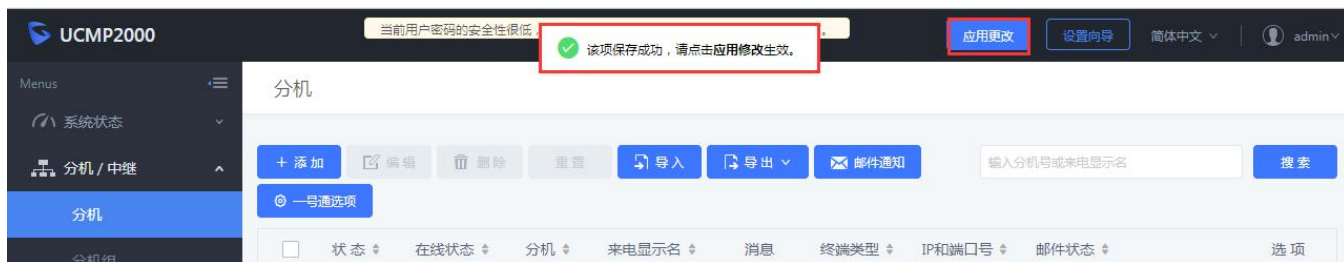 UCMP2000
当前用户密码的安全性很低
该项保存成功，请点击应用修改生效。
应用更改
设置向导
简体中文
admin
Menus
分机
系统状态
分机 / 中继
分机
分机组
+ 添加
编辑
删除
重置
导入
导出
邮件通知
输入分机号或来电显示名
搜索
一号通选项
状态
在线状态
分机
来电显示名
消息
终端类型
IP和端口号
邮件状态
选项